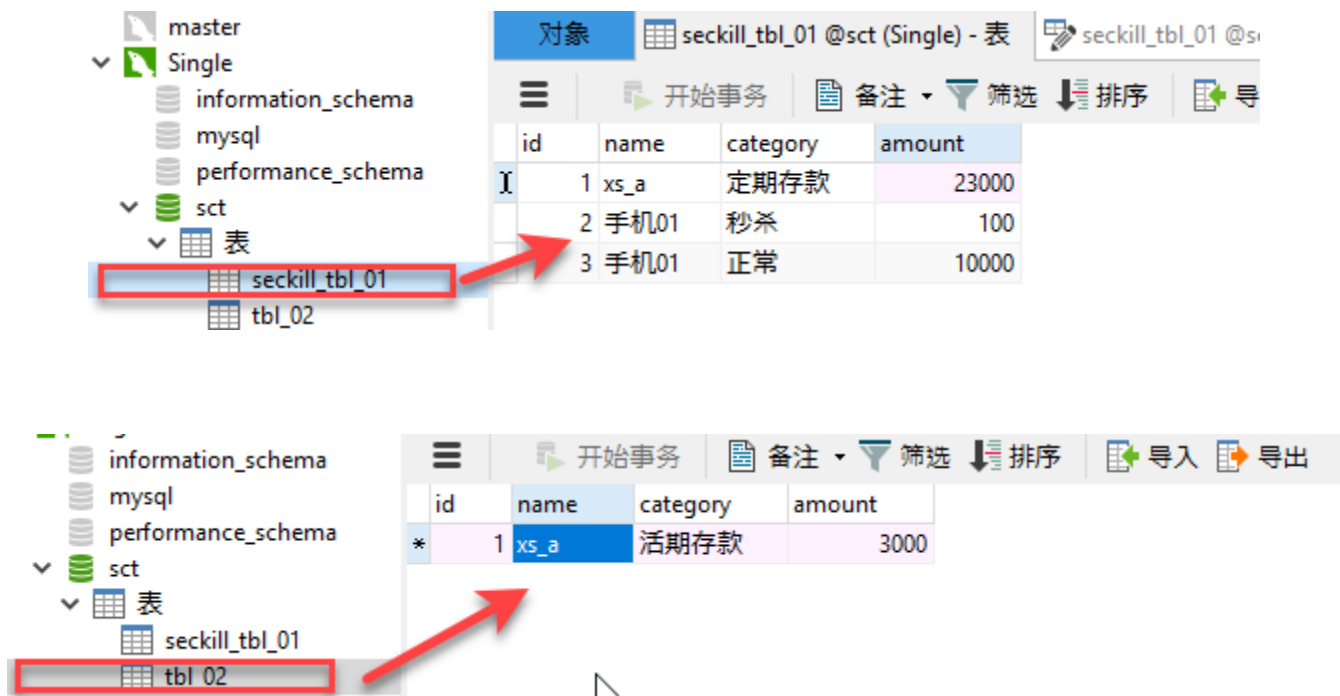 master
Single
information_schema
mysql
performance_schema
sct
表
seckill_tbl_01
tbl_02
对象
seckill_tbl_01 @sct (Single) - 表
seckill_tbl_01 @s
开始事务
备注
筛选
排序
导
id name category amount
1 xs_a 定期存款 23000
2 手机01 秒杀 100
3 手机01 正常 10000
information_schema
mysql
performance_schema
sct
表
seckill_tbl_01
tbl_02
开始事务
备注
筛选
排序
导入
导出
id name category amount
* 1 xs_a 活期存款 3000